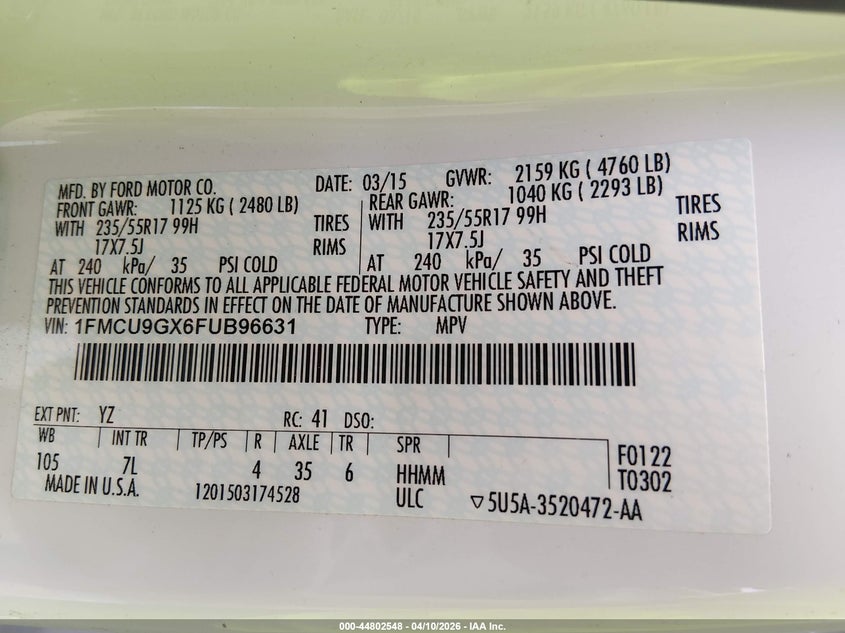 MFD. BY FORD MOTOR CO. DATE: 03/15 GVWR: 2159 KG ( 4760 LB)
FRONT GAWR: 1125 KG ( 2480 LB) REAR GAWR: 1040 KG ( 2293 LB)
WITH 235/55R17 99H TIRES WITH 235/55R17 99H TIRES
17X7.5J RIMS 17X7.5J RIMS
AT 240 kPa/ 35 PSI COLD AT 240 kPa/ 35 PSI COLD
THIS VEHICLE CONFORMS TO ALL APPLICABLE FEDERAL MOTOR VEHICLE SAFETY AND THEFT
PREVENTION STANDARDS IN EFFECT ON THE DATE OF MANUFACTURE SHOWN ABOVE.
VIN: 1FMCU9GX6FUB96631 TYPE: MPV
EXT PNT: YZ RC: 41 DSO:
WB INT TR TP/PS R AXLE TR SPR F0122
105 7L 4 35 6 HHMM T0302
MADE IN U.S.A. 1201503174528 ULC ▽5U5A-3520472-AA
000-44802548 - 04/10/2026 - IAA Inc.